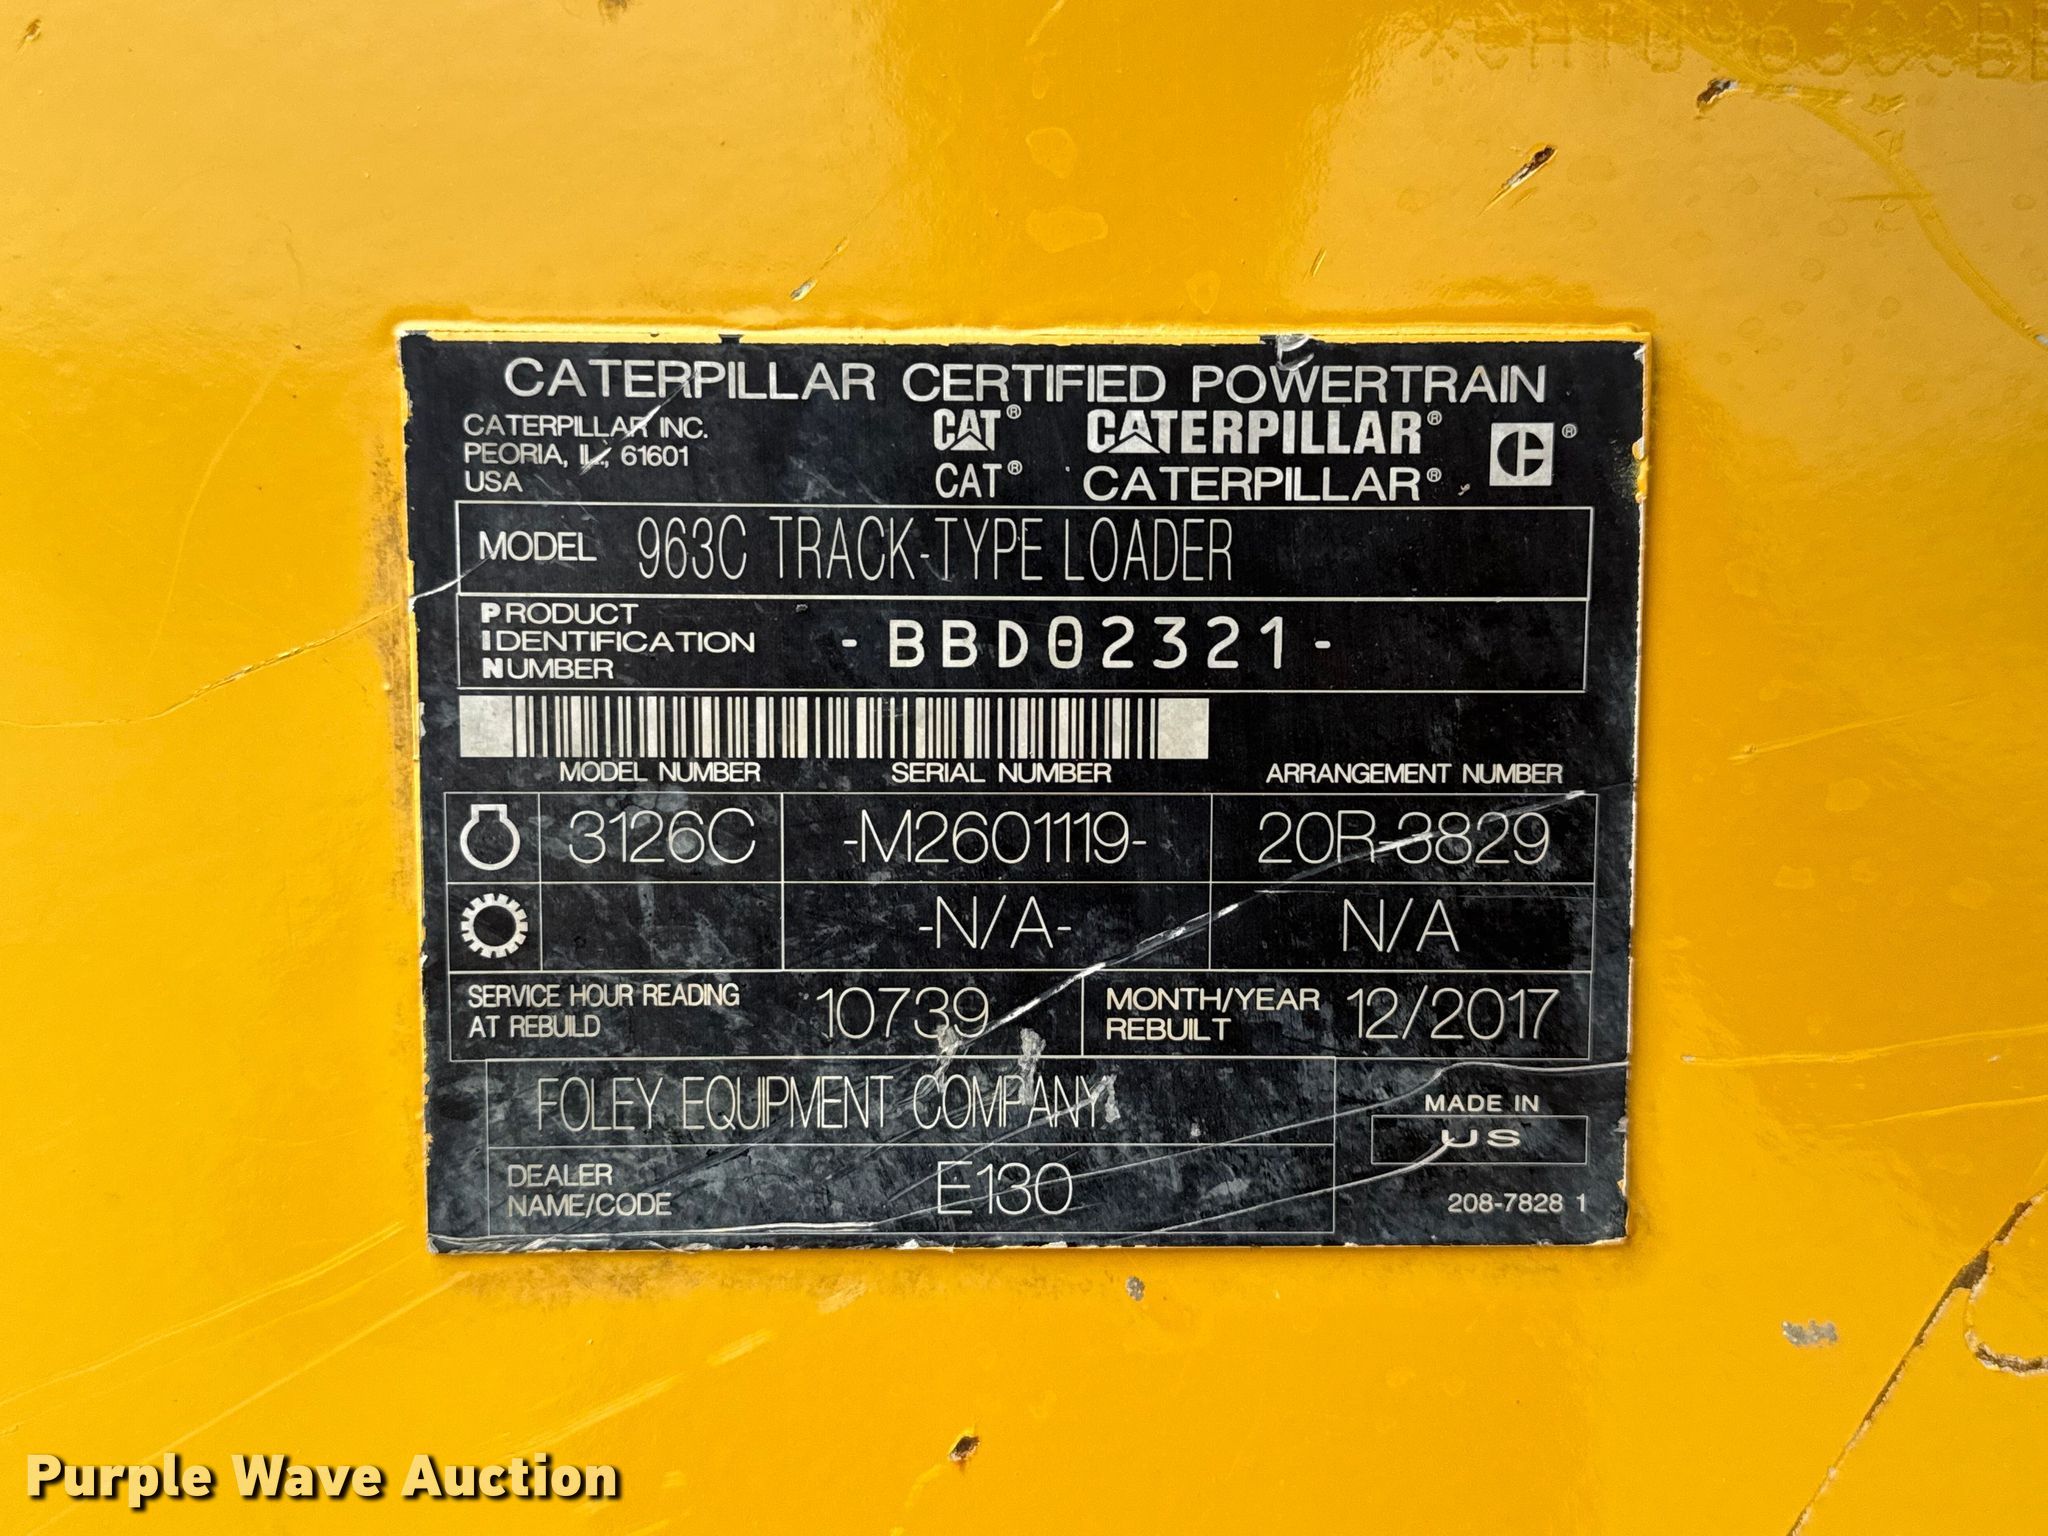 CATERPILLAR CERTIFIED POWERTRAIN
CATERPILLAR INC.
PEORIA, IL, 61601
USA
CAT® CATERPILLAR® C®
CAT® CATERPILLAR®
MODEL 963C TRACK-TYPE LOADER
PRODUCT
IDENTIFICATION
NUMBER
-BBD02321-
MODEL NUMBER SERIAL NUMBER ARRANGEMENT NUMBER
3126C -M2601119- 20R-3829
-N/A- N/A
SERVICE HOUR READING
AT REBUILD
10739
MONTH/YEAR
REBUILT
12/2017
FOLEY EQUIPMENT COMPANY
DEALER
NAME/CODE
E130
MADE IN
US
208-7828 1
Purple Wave Auction